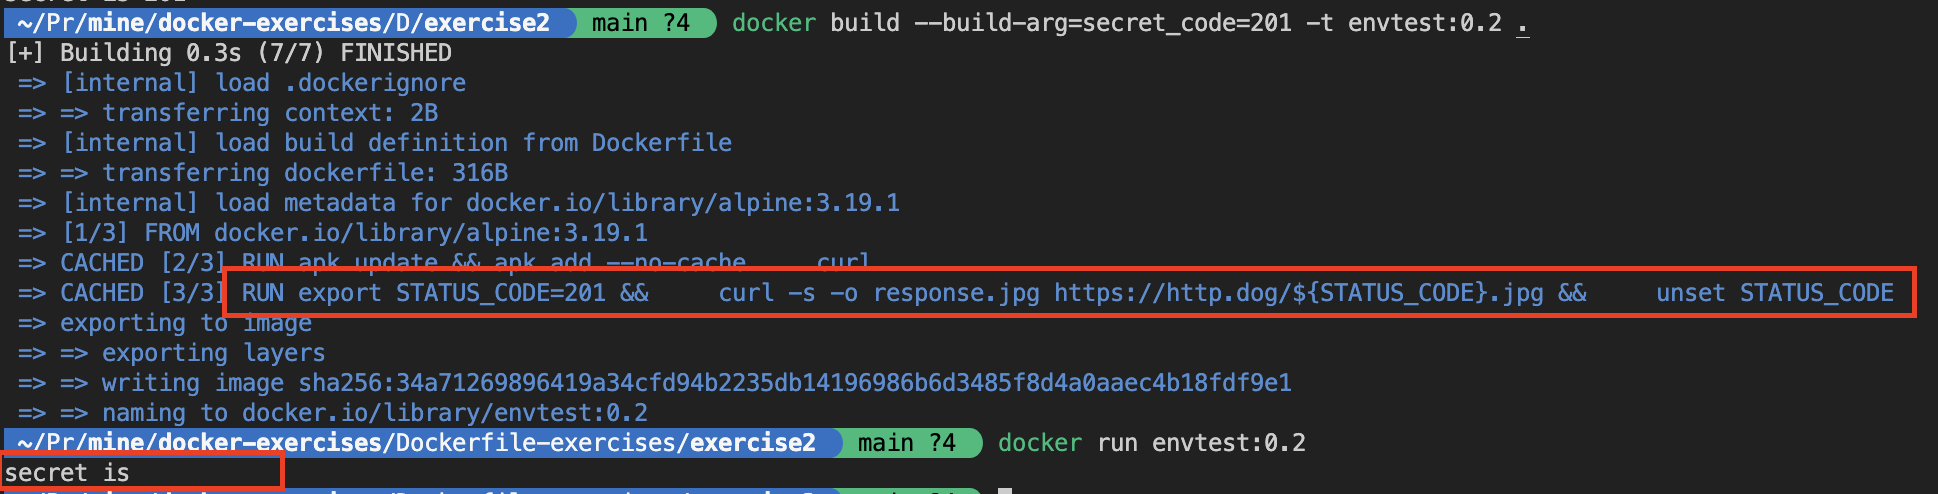 ~/Pr/mine/docker-exercises/D/exercise2 main ?4 docker build --build-arg=secret_code=201 -t envtest:0.2 .
[+] Building 0.3s (7/7) FINISHED
=> [internal] load .dockerignore
=> => transferring context: 2B
=> [internal] load build definition from Dockerfile
=> => transferring dockerfile: 316B
=> [internal] load metadata for docker.io/library/alpine:3.19.1
=> [1/3] FROM docker.io/library/alpine:3.19.1
=> CACHED [2/3] RUN apk update && apk add --no-cache     curl
=> CACHED [3/3] RUN export STATUS_CODE=201 &&     curl -s -o response.jpg https://http.dog/${STATUS_CODE}.jpg &&     unset STATUS_CODE
=> exporting to image
=> => exporting layers
=> => writing image sha256:34a71269896419a34cfd94b2235db14196986b6d3485f8d4a0aaec4b18fdf9e1
=> => naming to docker.io/library/envtest:0.2
~/Pr/mine/docker-exercises/Dockerfile-exercises/exercise2 main ?4 docker run envtest:0.2
secret is